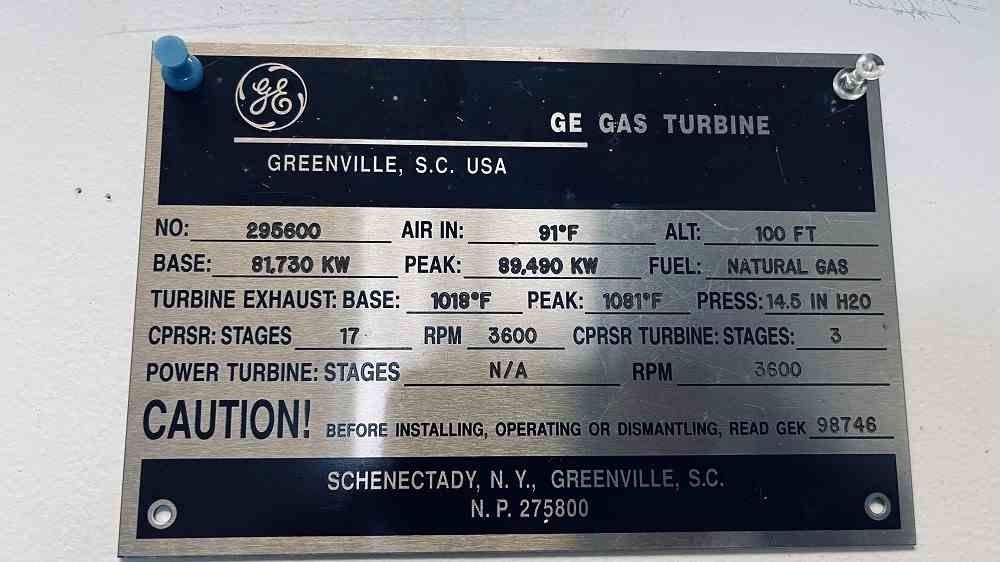 GE
GE GAS TURBINE
GREENVILLE, S.C. USA
NO: 295600 AIR IN: 91°F ALT: 100 FT
BASE: 81,730 KW PEAK: 89,490 KW FUEL: NATURAL GAS
TURBINE EXHAUST: BASE: 1018°F PEAK: 1081°F PRESS: 14.5 IN H20
CPRSR: STAGES 17 RPM 3600 CPRSR TURBINE: STAGES: 3
POWER TURBINE: STAGES N/A RPM 3600
CAUTION! BEFORE INSTALLING, OPERATING OR DISMANTLING, READ GEK 98746
SCHENECTADY, N.Y., GREENVILLE, S.C.
N.P. 275800